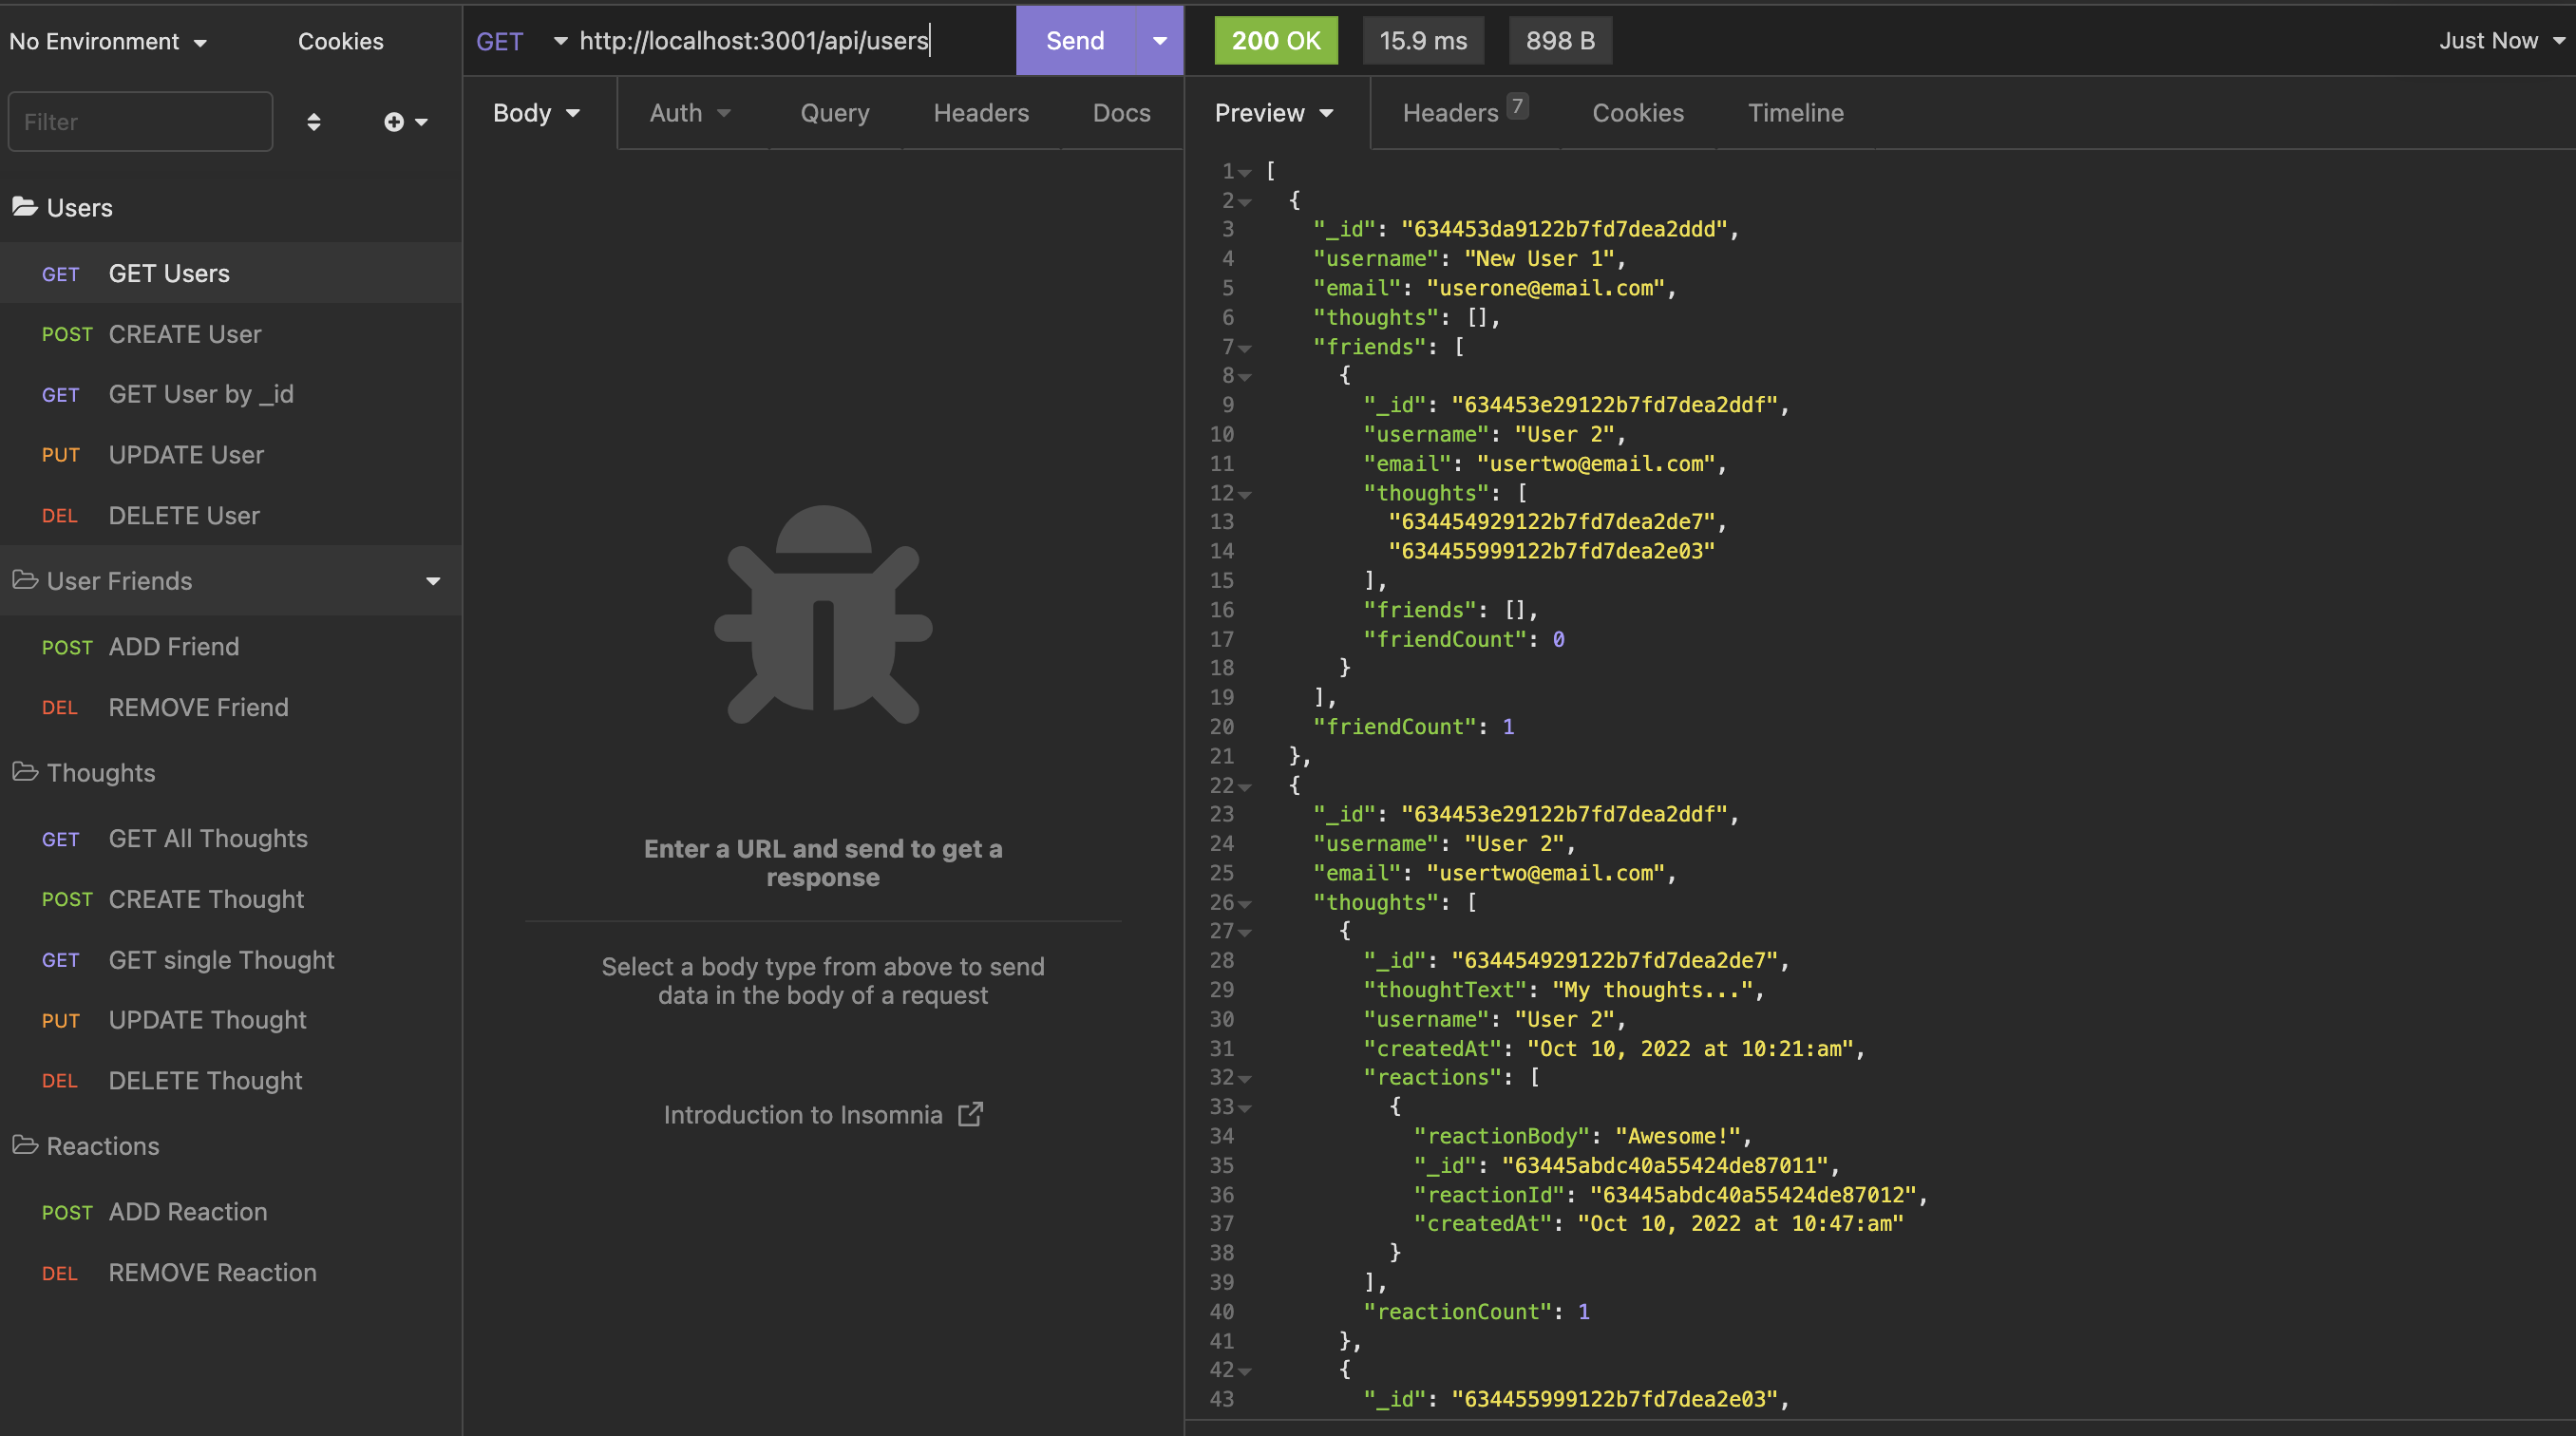 No Environment
Cookies
Filter
Users
GET GET Users
POST CREATE User
GET GET User by _id
PUT UPDATE User
DEL DELETE User
User Friends
POST ADD Friend
DEL REMOVE Friend
Thoughts
GET GET All Thoughts
POST CREATE Thought
GET GET single Thought
PUT UPDATE Thought
DEL DELETE Thought
Reactions
POST ADD Reaction
DEL REMOVE Reaction
GET http://localhost:3001/api/users Send
Body Auth Query Headers Docs
Enter a URL and send to get a
response
Select a body type from above to send
data in the body of a request
Introduction to Insomnia
200 OK 15.9 ms 898 B Just Now
Preview Headers 7 Cookies Timeline
1 [
2 {
3 "_id": "634453da9122b7fd7dea2ddd",
4 "username": "New User 1",
5 "email": "userone@email.com",
6 "thoughts": [],
7 "friends": [
8 {
9 "_id": "634453e29122b7fd7dea2ddf",
10 "username": "User 2",
11 "email": "usertwo@email.com",
12 "thoughts": [
13 "634454929122b7fd7dea2de7",
14 "634455999122b7fd7dea2e03"
15 ],
16 "friends": [],
17 "friendCount": 0
18 }
19 ],
20 "friendCount": 1
21 },
22 {
23 "_id": "634453e29122b7fd7dea2ddf",
24 "username": "User 2",
25 "email": "usertwo@email.com",
26 "thoughts": [
27 {
28 "_id": "634454929122b7fd7dea2de7",
29 "thoughtText": "My thoughts...",
30 "username": "User 2",
31 "createdAt": "Oct 10, 2022 at 10:21:am",
32 "reactions": [
33 {
34 "reactionBody": "Awesome!",
35 "_id": "63445abdc40a55424de87011",
36 "reactionId": "63445abdc40a55424de87012",
37 "createdAt": "Oct 10, 2022 at 10:47:am"
38 }
39 ],
40 "reactionCount": 1
41 },
42 {
43 "_id": "634455999122b7fd7dea2e03",